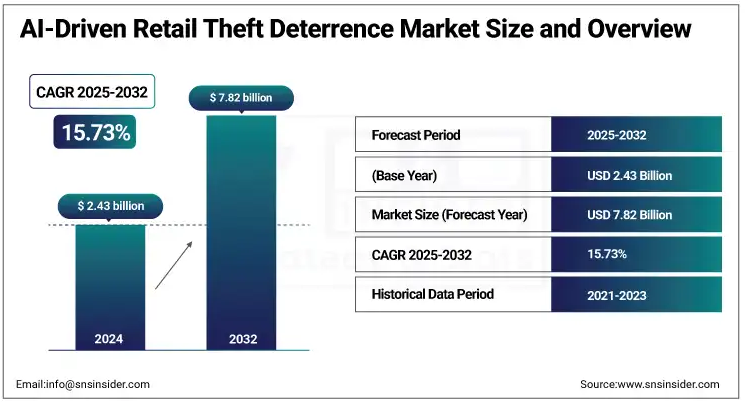 AI-Driven Retail Theft Deterrence Market Size and Overview
CAGR 2025-2032
15.73%
$ 2.43 billion
$ 7.82 billion
2024
2032
Forecast Period
2025-2032
(Base Year)
USD 2.43 Billion
Market Size (Forecast Year)
USD 7.82 Billion
CAGR 2025-2032
15.73%
Historical Data Period
2021-2023
Email:info@snsinsider.com
Source:www.snsinsider.com